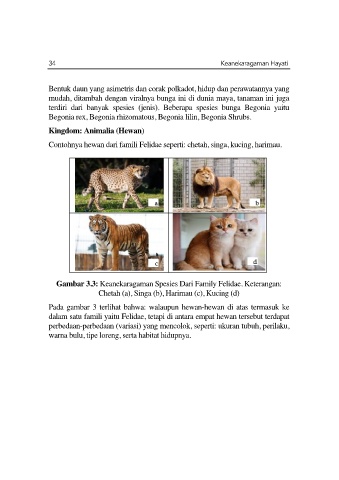 34 Keanekaragaman Hayati
Bentuk daun yang asimetris dan corak polkadot, hidup dan perawatannya yang
mudah, ditambah dengan viralnya bunga ini di dunia maya, tanaman ini juga
terdiri dari banyak spesies (jenis). Beberapa spesies bunga Begonia yaitu
Begonia rex, Begonia rhizomatous, Begonia lilin, Begonia Shrubs.
Kingdom: Animalia (Hewan)
Contohnya hewan dari famili Felidae seperti: chetah, singa, kucing, harimau.
a b
c d
Gambar 3.3: Keanekaragaman Spesies Dari Family Felidae. Keterangan:
Chetah (a), Singa (b), Harimau (c), Kucing (d)
Pada gambar 3 terlihat bahwa: walaupun hewan-hewan di atas termasuk ke
dalam satu famili yaitu Felidae, tetapi di antara empat hewan tersebut terdapat
perbedaan-perbedaan (variasi) yang mencolok, seperti: ukuran tubuh, perilaku,
warna bulu, tipe loreng, serta habitat hidupnya.